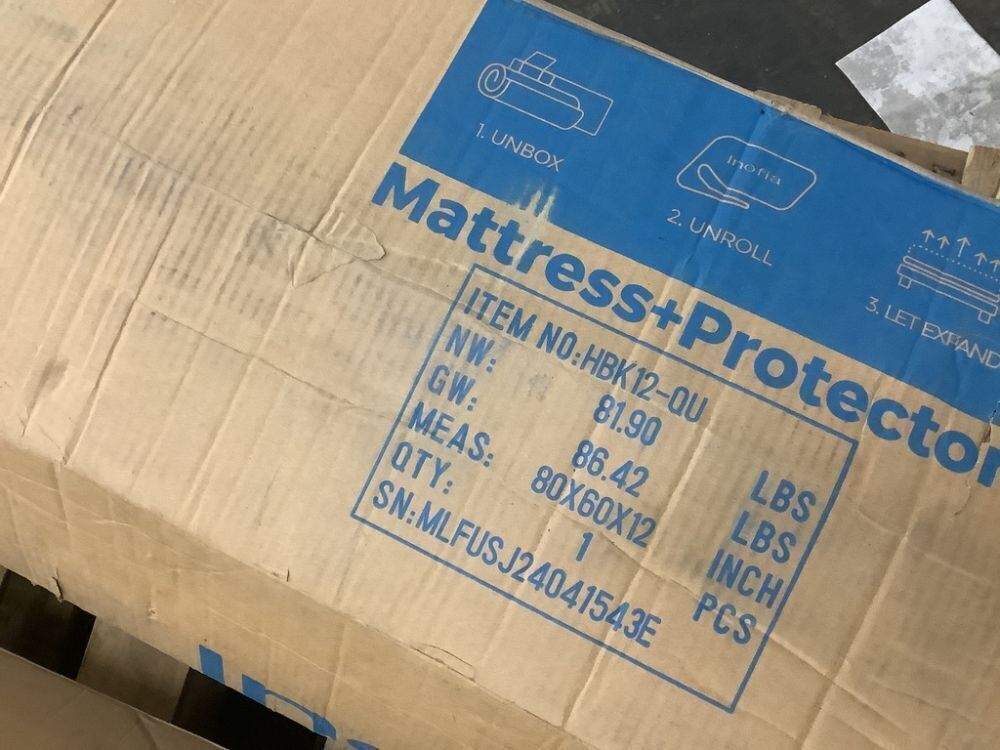 1. UNBOX
Inofia
2. UNROLL
3. LET EXPAND
Mattress+Protector
ITEM NO:HBK12-QU
NW: 81.90 LBS
GW: 86.42 LBS
MEAS: 80X60X12 INCH
QTY: 1 PCS
SN:MLFUSJ24041543E